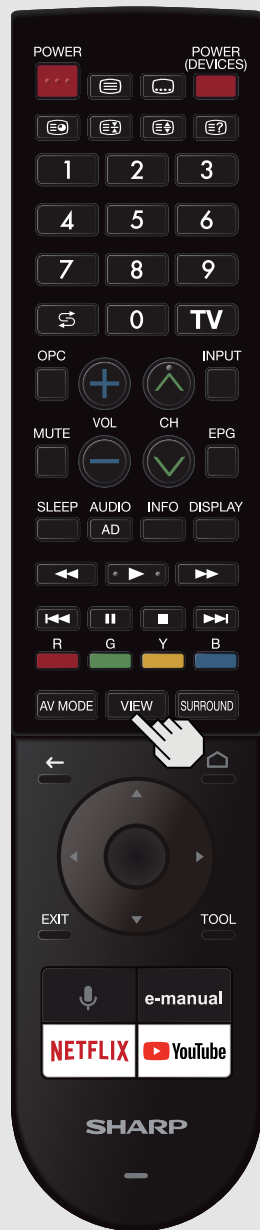 POWER
POWER
(DEVICES)
1 2 3
4 5 6
7 8 9
0 TV
OPC INPUT
VOL CH
MUTE EPG
SLEEP AUDIO INFO DISPLAY
AD
R G Y B
AV MODE VIEW SURROUND
EXIT TOOL
e-manual
NETFLIX YouTube
SHARP